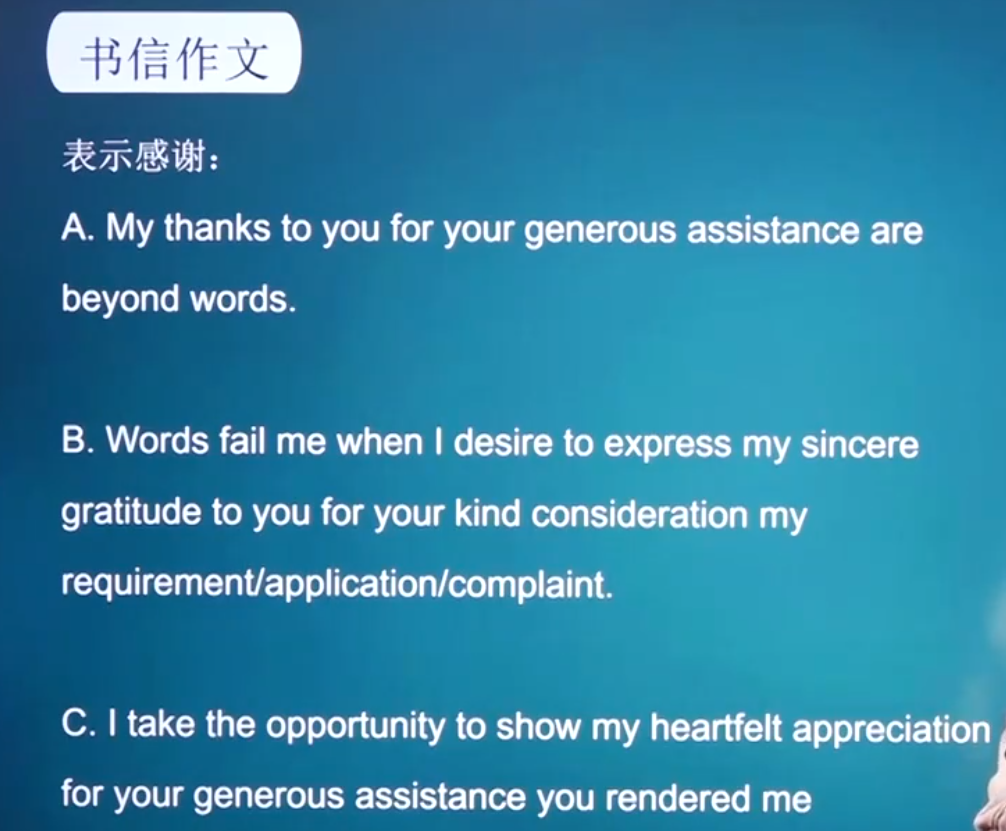 书信作文
表示感谢：
A. My thanks to you for your generous assistance are
beyond words.
B. Words fail me when I desire to express my sincere
gratitude to you for your kind consideration my
requirement/application/complaint.
C. I take the opportunity to show my heartfelt appreciation
for your generous assistance you rendered me